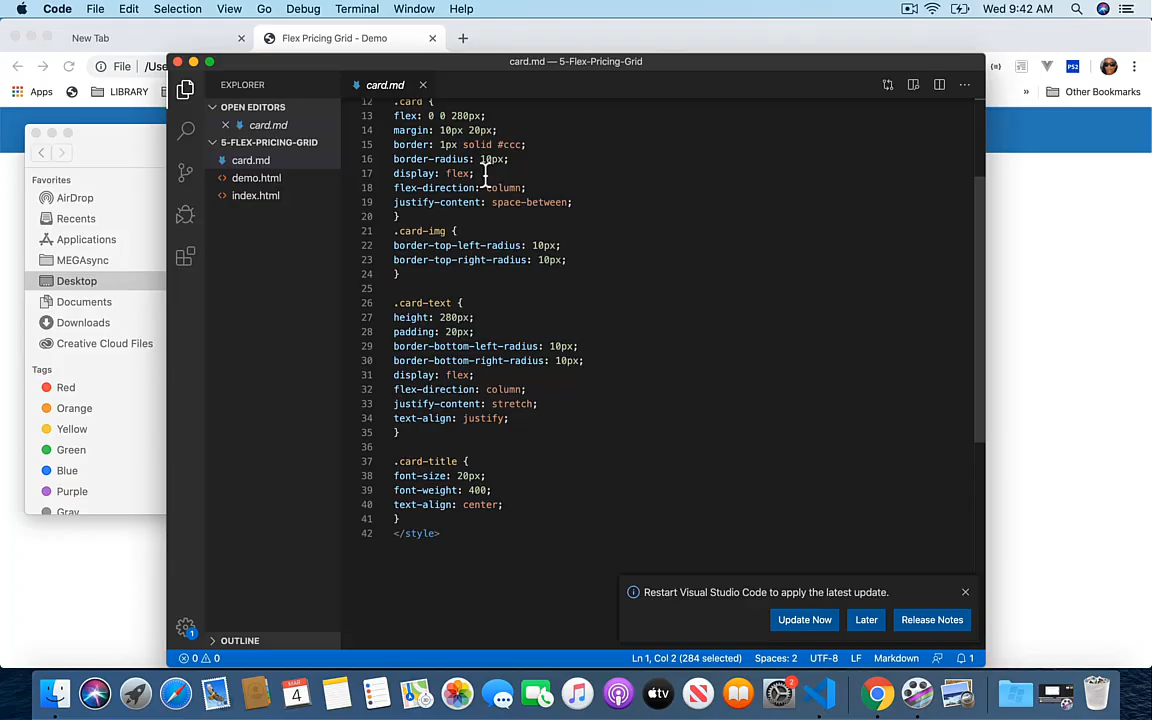 Code File Edit Selection View Go Debug Terminal Window Help Wed 9:42 AM
New Tab Flex Pricing Grid - Demo
File /Use
Apps LIBRARY Other Bookmarks
card.md — 5-Flex-Pricing-Grid
EXPLORER
OPEN EDITORS
card.md
5-FLEX-PRICING-GRID
card.md
demo.html
index.html
OUTLINE
Favorites
AirDrop
Recents
Applications
MEGAsync
Desktop
Documents
Downloads
Creative Cloud Files
Tags
Red
Orange
Yellow
Green
Blue
Purple
Gray
card.md
12 .card {
13 flex: 0 0 280px;
14 margin: 10px 20px;
15 border: 1px solid #ccc;
16 border-radius: 10px;
17 display: flex;
18 flex-direction: column;
19 justify-content: space-between;
20 }
21 .card-img {
22 border-top-left-radius: 10px;
23 border-top-right-radius: 10px;
24 }
25
26 .card-text {
27 height: 280px;
28 padding: 20px;
29 border-bottom-left-radius: 10px;
30 border-bottom-right-radius: 10px;
31 display: flex;
32 flex-direction: column;
33 justify-content: stretch;
34 text-align: justify;
35 }
36
37 .card-title {
38 font-size: 20px;
39 font-weight: 400;
40 text-align: center;
41 }
42 </style>
Restart Visual Studio Code to apply the latest update.
Update Now Later Release Notes
1
0 0 Ln 1, Col 2 (284 selected) Spaces: 2 UTF-8 LF Markdown 1
MAR
4
tv
2